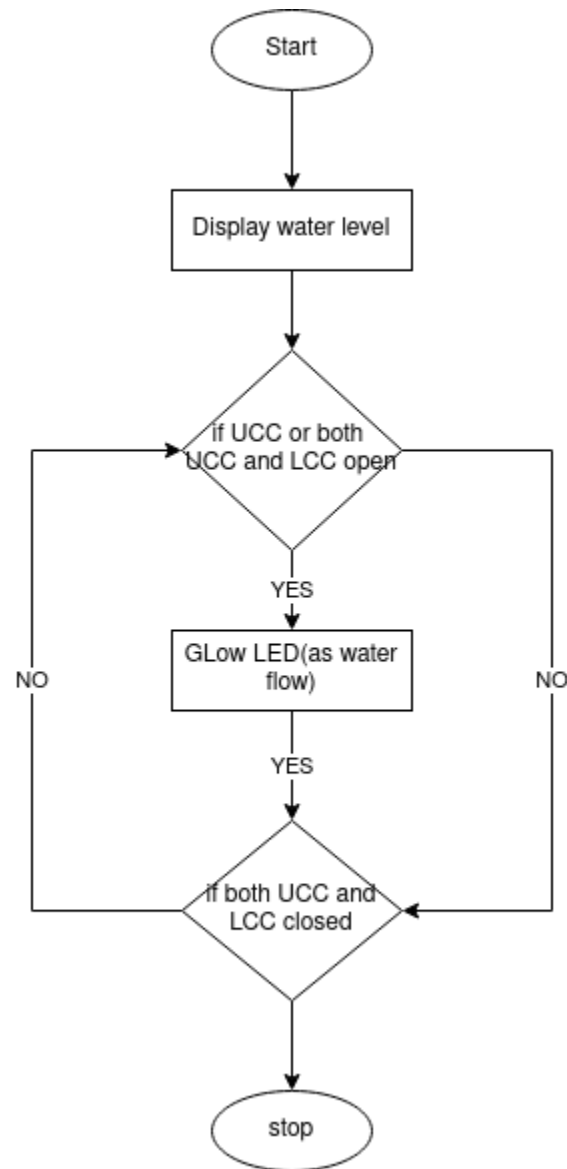 Start
Display water level
if UCC or both
UCC and LCC open
YES
GLow LED(as water
flow)
NO
NO
YES
if both UCC and
LCC closed
stop